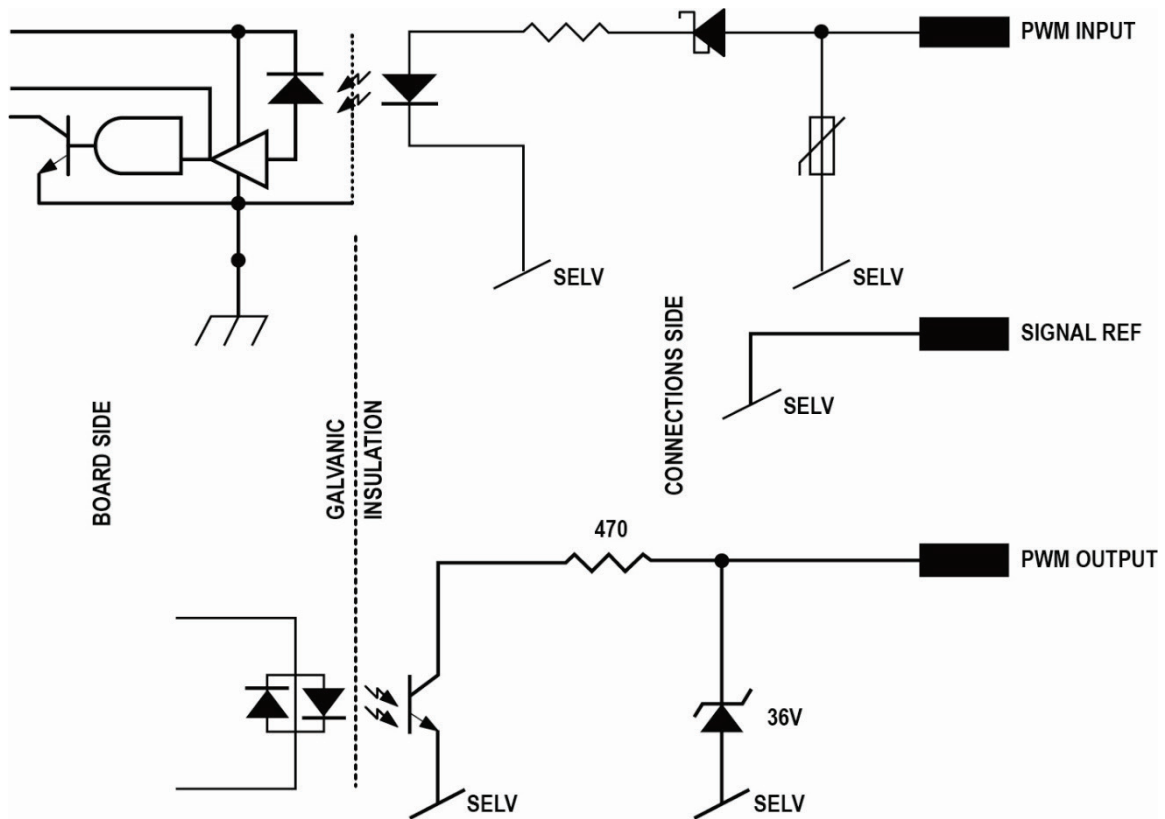 PWM INPUT
SELV
SELV
SIGNAL REF
SELV
BOARD SIDE
GALVANIC
INSULATION
CONNECTIONS SIDE
470
PWM OUTPUT
36V
SELV
SELV